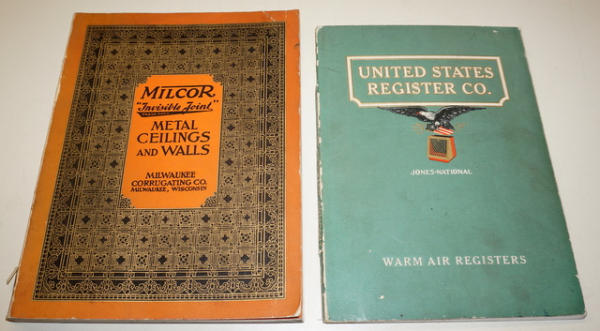 MILCOR
"Invisible Joint"
METAL
CEILINGS
AND WALLS
MILWAUKEE
CORRUGATING CO.
MILWAUKEE, WISCONSIN
UNITED STATES
REGISTER CO.
JONES-NATIONAL
WARM AIR REGISTERS